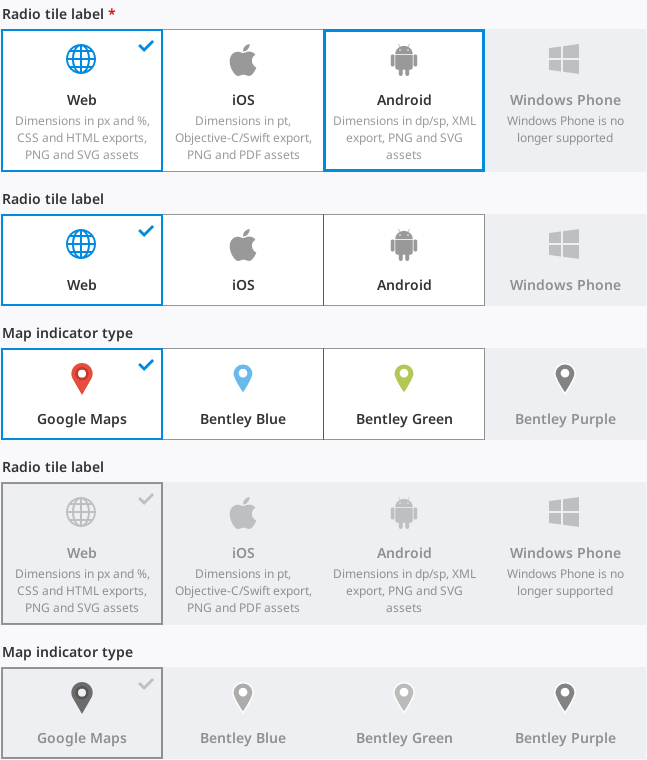 Radio tile label *
Web
Dimensions in px and %,
CSS and HTML exports,
PNG and SVG assets
iOS
Dimensions in pt,
Objective-C/Swift export,
PNG and PDF assets
Android
Dimensions in dp/sp, XML
export, PNG and SVG
assets
Windows Phone
Windows Phone is no
longer supported
Radio tile label
Web
iOS
Android
Windows Phone
Map indicator type
Google Maps
Bentley Blue
Bentley Green
Bentley Purple
Radio tile label
Web
Dimensions in px and %,
CSS and HTML exports,
PNG and SVG assets
iOS
Dimensions in pt,
Objective-C/Swift export,
PNG and PDF assets
Android
Dimensions in dp/sp, XML
export, PNG and SVG
assets
Windows Phone
Windows Phone is no
longer supported
Map indicator type
Google Maps
Bentley Blue
Bentley Green
Bentley Purple